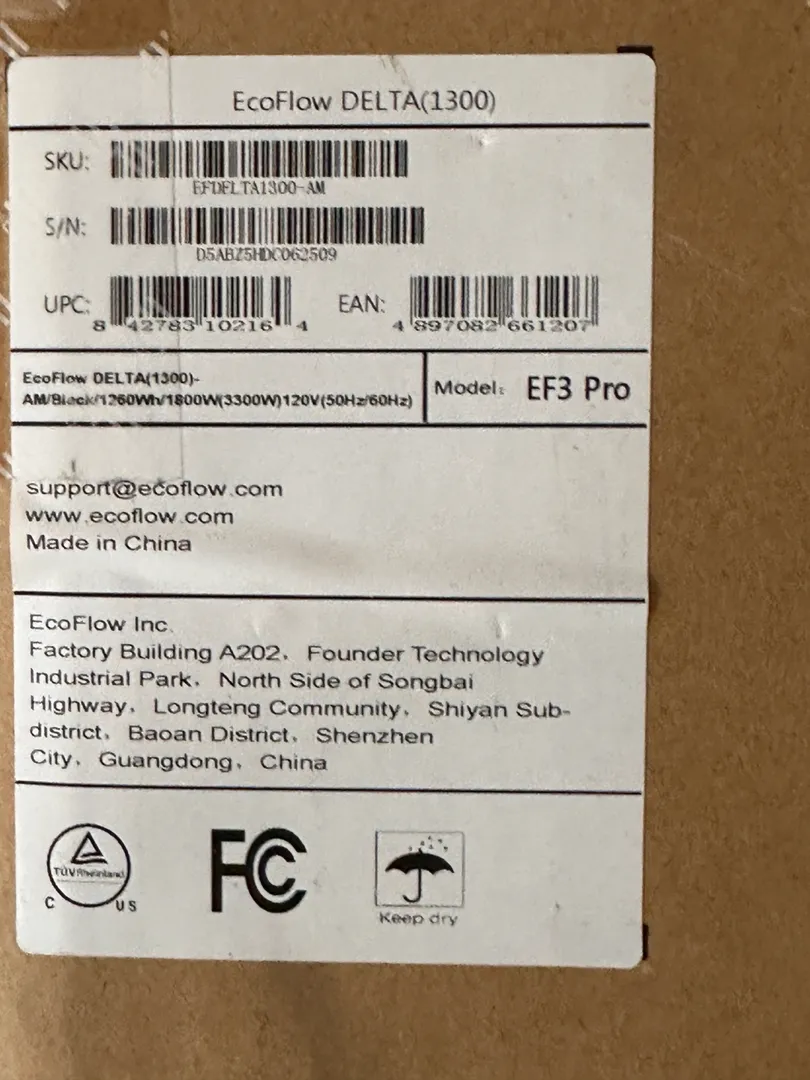 EcoFlow DELTA(1300)
SKU:
EFDELTA1300-AM
S/N:
D5ABZ5HDC062509
UPC: 8 42783 10216 4 EAN: 4 897082 661207
EcoFlow DELTA(1300)-
AM/Black/1260Wh/1800W(3300W)120V(50Hz/60Hz)
Model: EF3 Pro
support@ecoflow.com
www.ecoflow.com
Made in China
EcoFlow Inc.
Factory Building A202, Founder Technology
Industrial Park, North Side of Songbai
Highway, Longteng Community, Shiyan Sub-
district, Baoan District, Shenzhen
City, Guangdong, China
TÜVRheinland
C US
FC
Keep dry